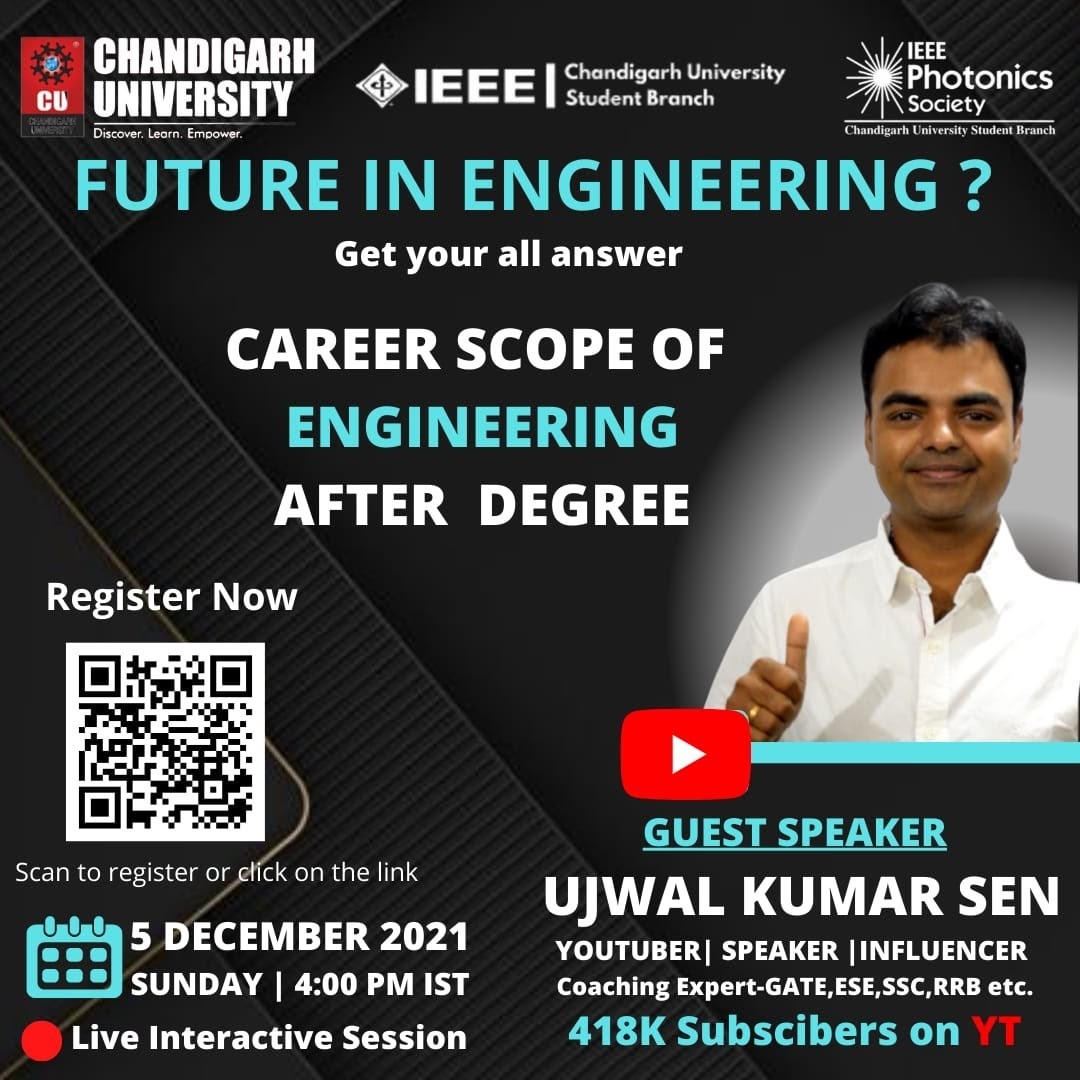 CHANDIGARH
UNIVERSITY
Discover. Learn. Empower.
CU
CHANDIGARH
UNIVERSITY
IEEE
Chandigarh University
Student Branch
IEEE
Photonics
Society
Chandigarh University Student Branch
FUTURE IN ENGINEERING ?
Get your all answer
CAREER SCOPE OF
ENGINEERING
AFTER DEGREE
Register Now
Scan to register or click on the link
5 DECEMBER 2021
SUNDAY | 4:00 PM IST
Live Interactive Session
GUEST SPEAKER
UJWAL KUMAR SEN
YOUTUBER| SPEAKER |INFLUENCER
Coaching Expert-GATE,ESE,SSC,RRB etc.
418K Subscibers on YT